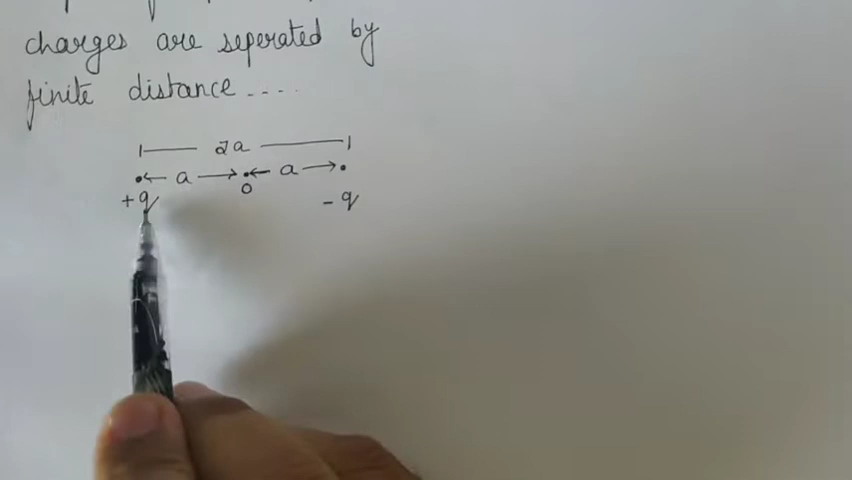 charges are seperated by
finite distance....
2a
a a
O
+q - q